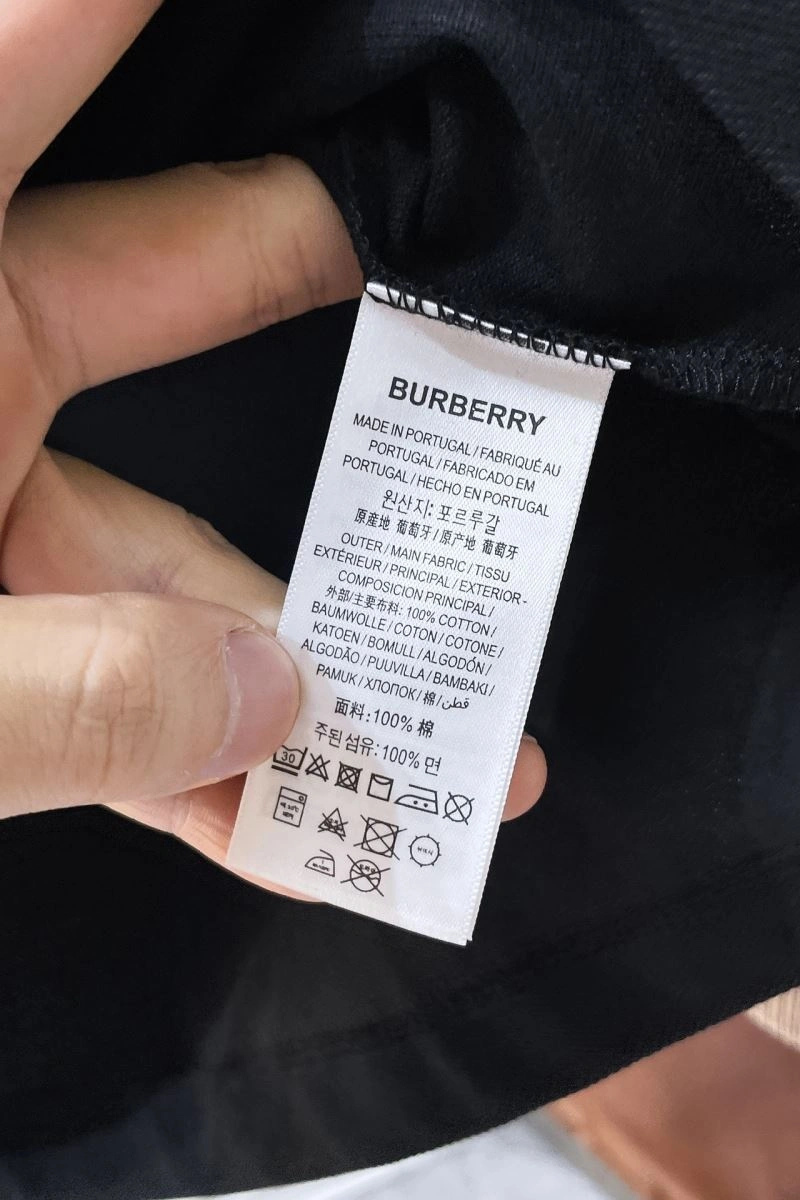 BURBERRY
MADE IN PORTUGAL / FABRIQUÉ AU
PORTUGAL / FABRICADO EM
PORTUGAL / HECHO EN PORTUGAL
원산지: 포르투갈
原産地 葡萄牙 / 原产地 葡萄牙
OUTER / MAIN FABRIC / TISSU
EXTÉRIEUR / PRINCIPAL / EXTERIOR -
COMPOSICIÓN PRINCIPAL /
外部/主要布料: 100% COTTON /
BAUMWOLLE / COTON / COTONE /
KATOEN / BOMULL / ALGODÓN /
ALGODÃO / PUUVILLA / BAMBAKI /
PAMUK / ХЛОПОК / 棉 / قطن
面料: 100% 棉
주된 섬유: 100% 면
30